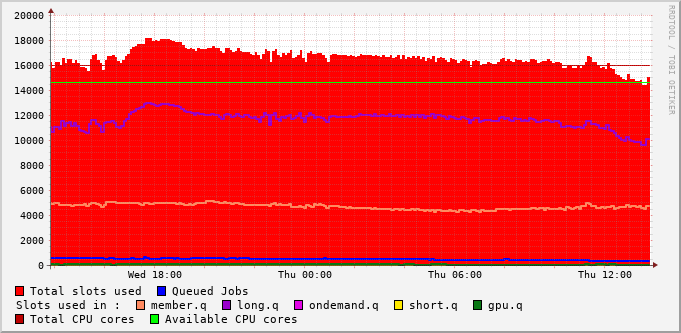 20000
18000
16000
14000
12000
10000
8000
6000
4000
2000
0
Wed 18:00 Thu 00:00 Thu 06:00 Thu 12:00
Total slots used Queued Jobs
Slots used in : member.q long.q ondemand.q short.q gpu.q
Total CPU cores Available CPU cores
RRDTOOL / TOBI OETIKER